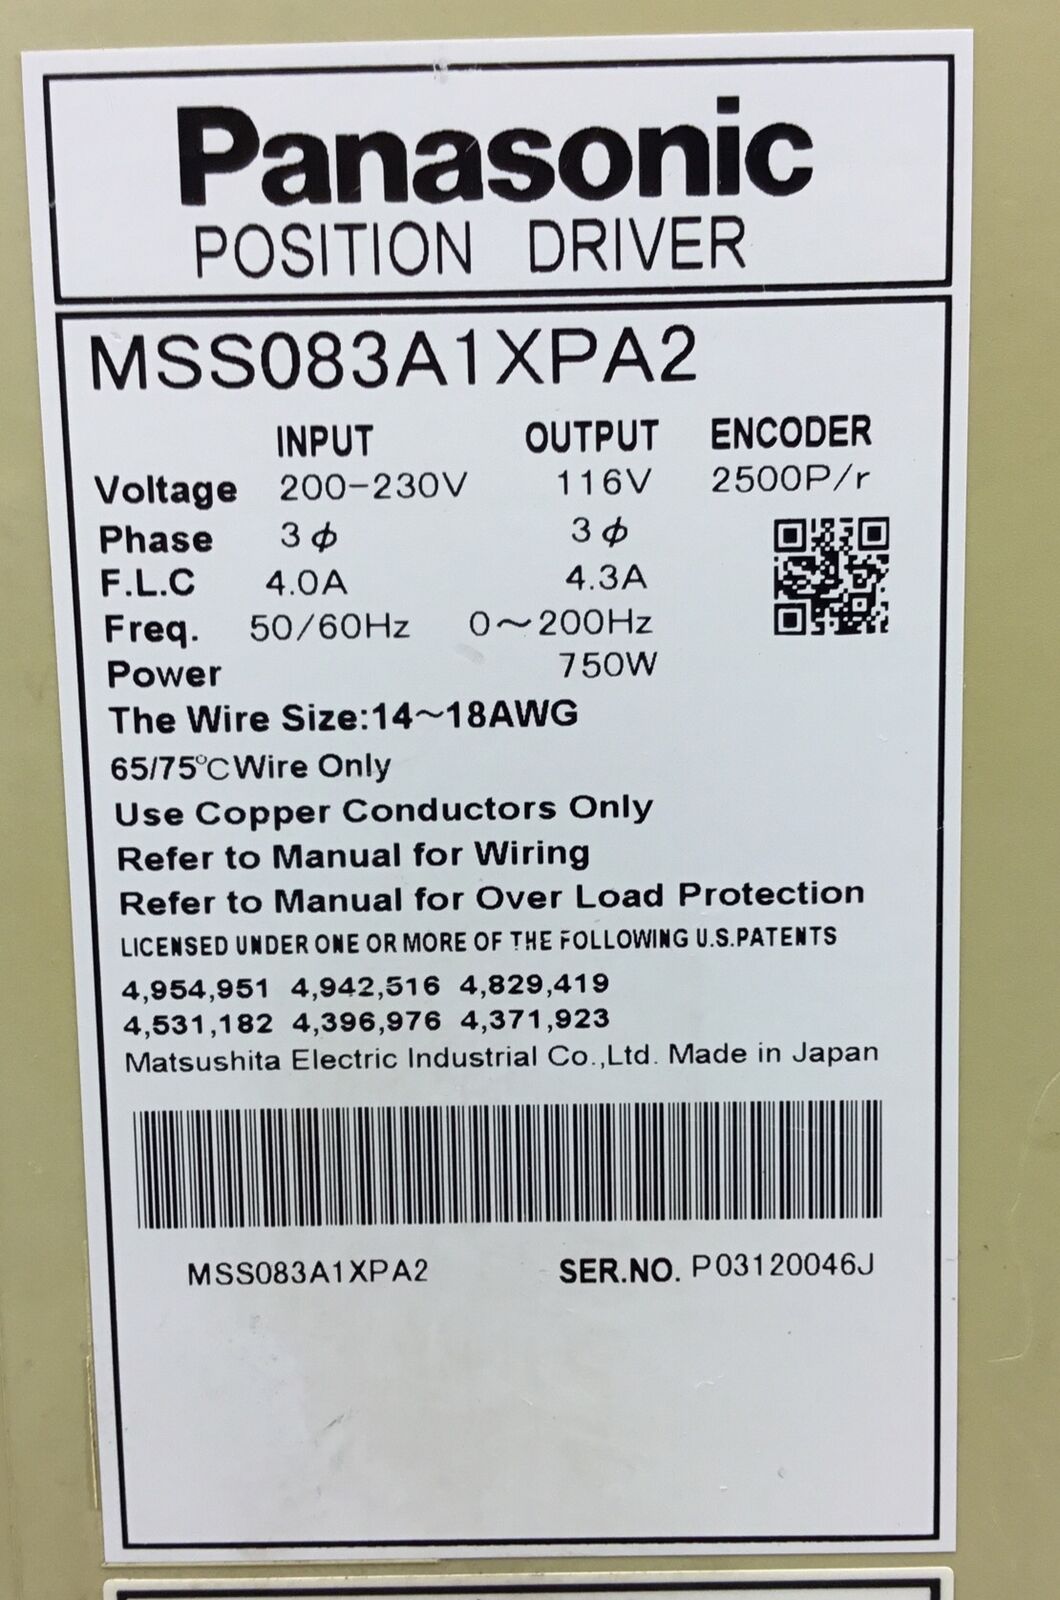 Panasonic
POSITION DRIVER
MSS083A1XPA2
INPUT OUTPUT ENCODER
Voltage 200-230V 116V 2500P/r
Phase 3ϕ 3ϕ
F.L.C 4.0A 4.3A
Freq. 50/60Hz 0～200Hz
Power 750W
The Wire Size:14～18AWG
65/75℃ Wire Only
Use Copper Conductors Only
Refer to Manual for Wiring
Refer to Manual for Over Load Protection
LICENSED UNDER ONE OR MORE OF THE FOLLOWING U.S.PATENTS
4,954,951 4,942,516 4,829,419
4,531,182 4,396,976 4,371,923
Matsushita Electric Industrial Co.,Ltd. Made in Japan
MSS083A1XPA2 SER.NO. P03120046J